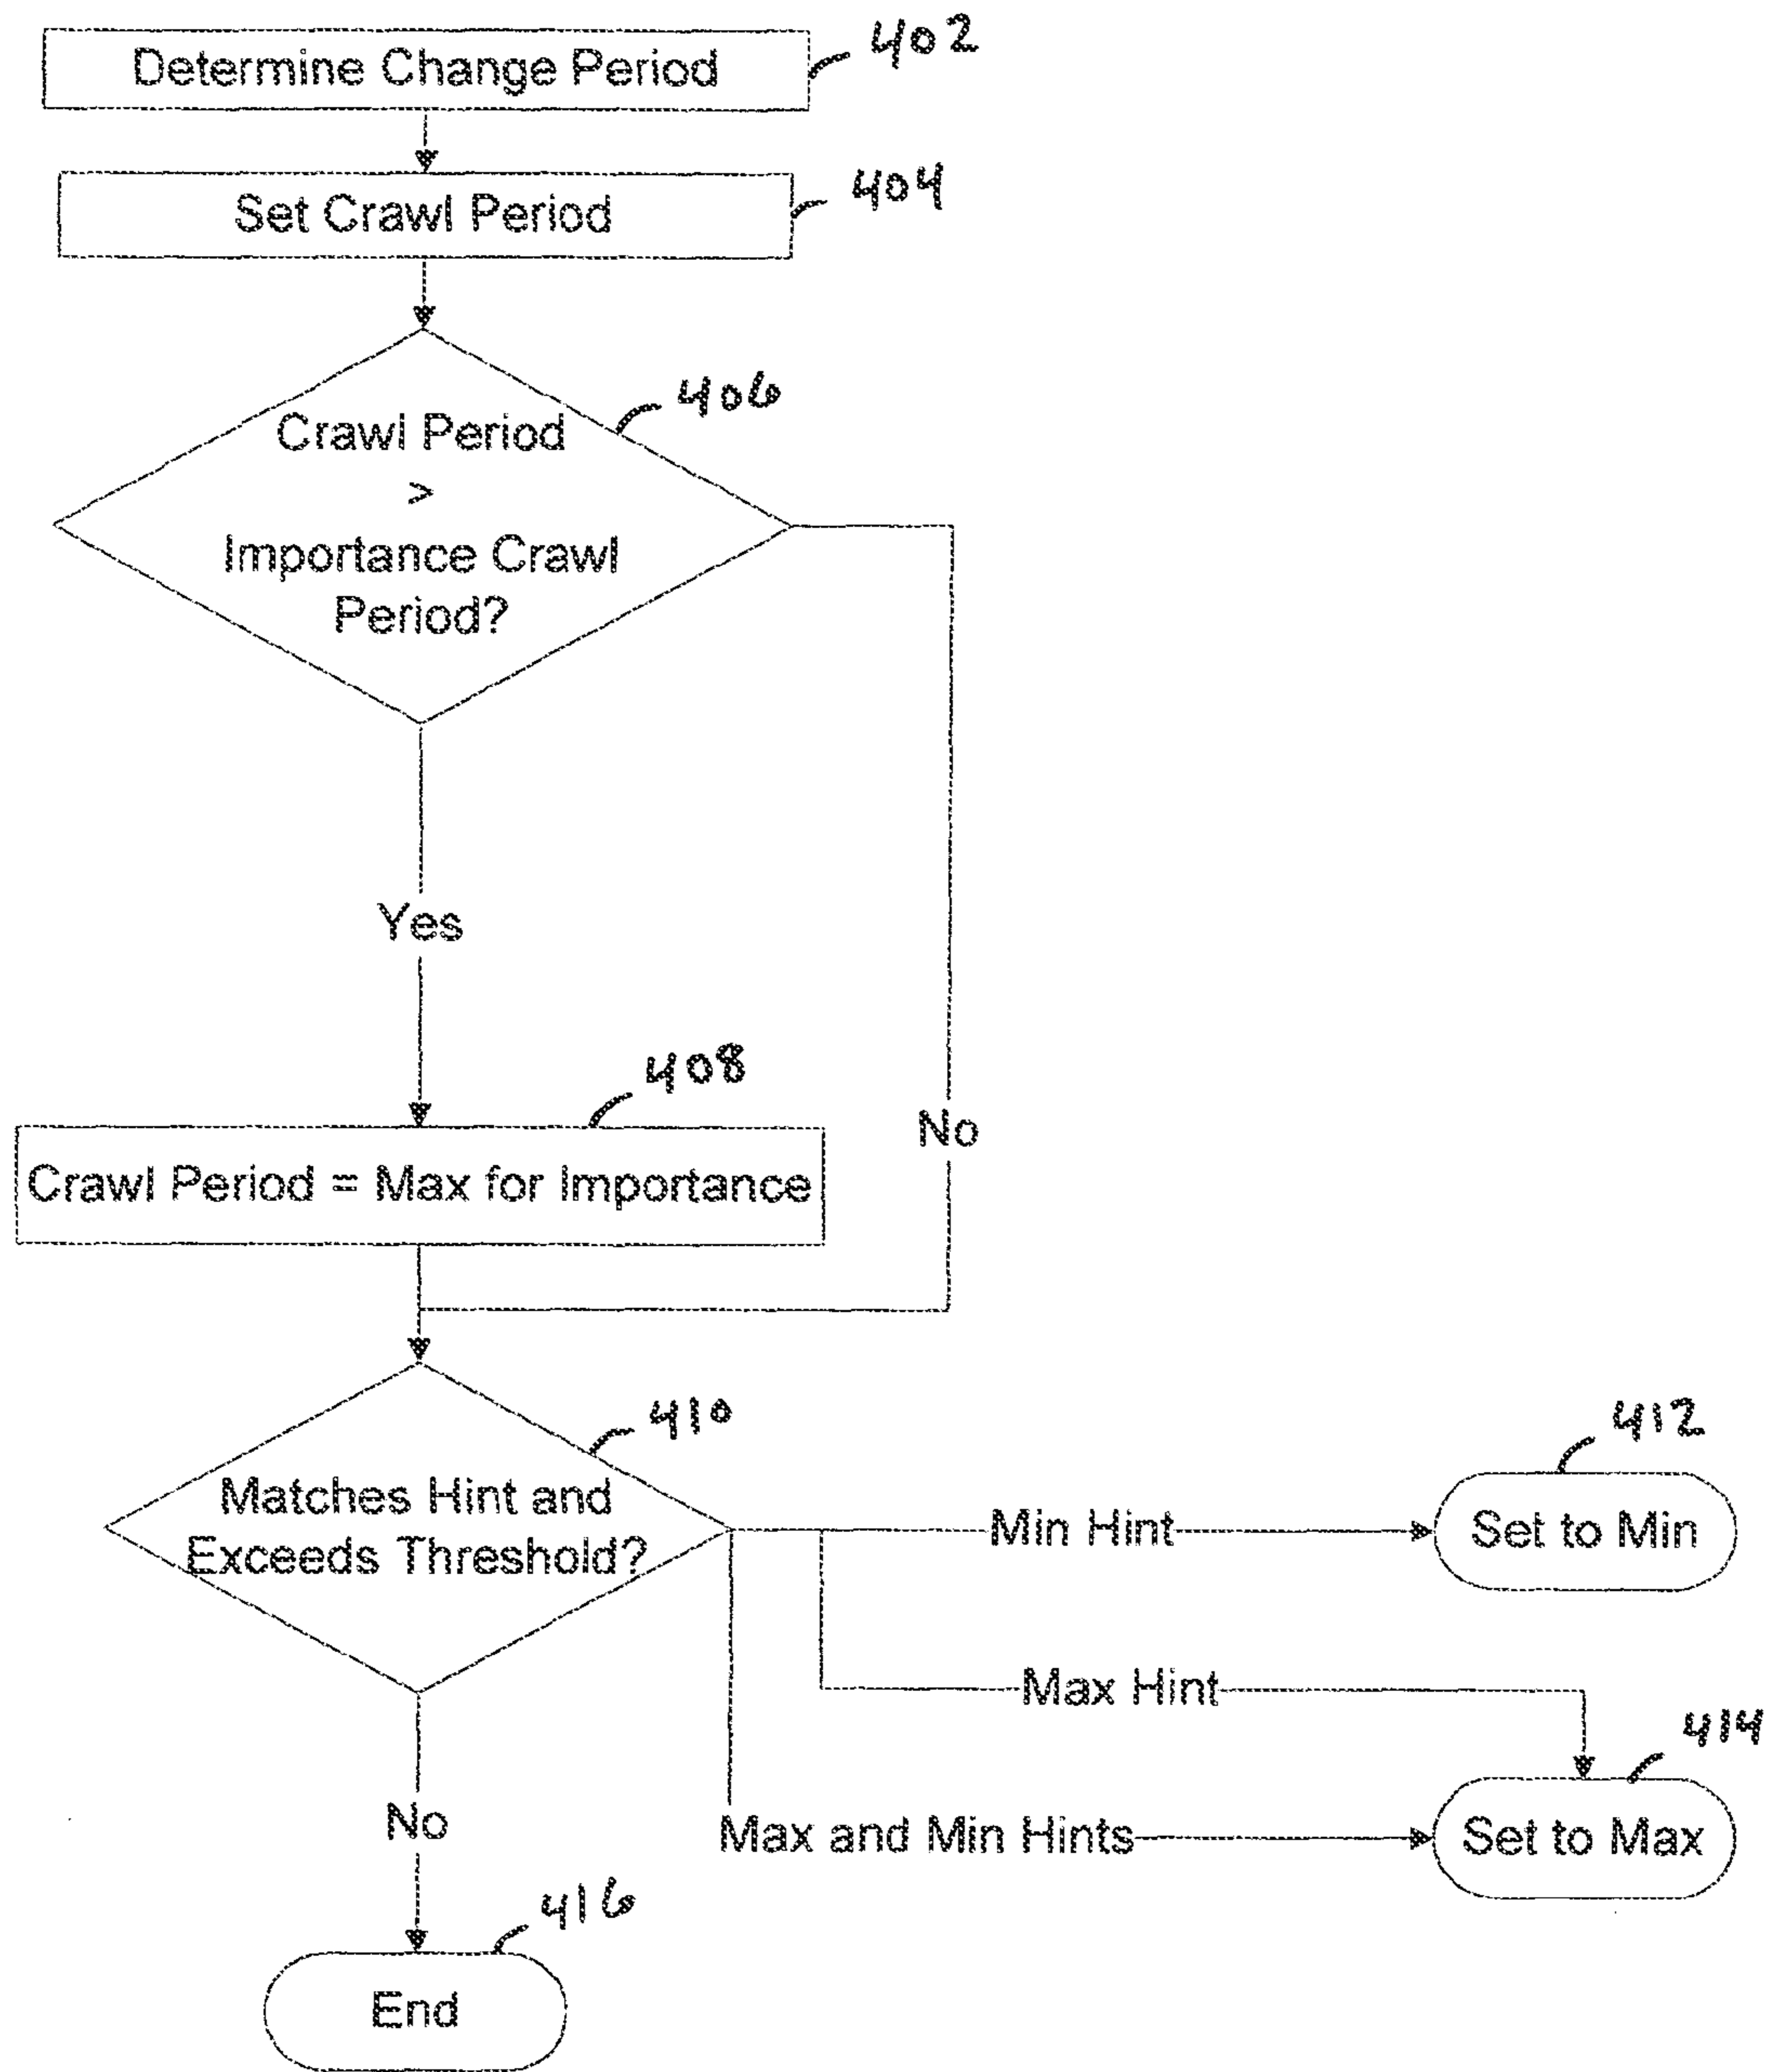 Determine Change Period
402
Set Crawl Period
404
406
Crawl Period
>
Importance Crawl
Period?
Yes
No
408
Crawl Period = Max for Importance
410
Matches Hint and
Exceeds Threshold?
Min Hint
412
Set to Min
Max Hint
414
Max and Min Hints
Set to Max
No
416
End